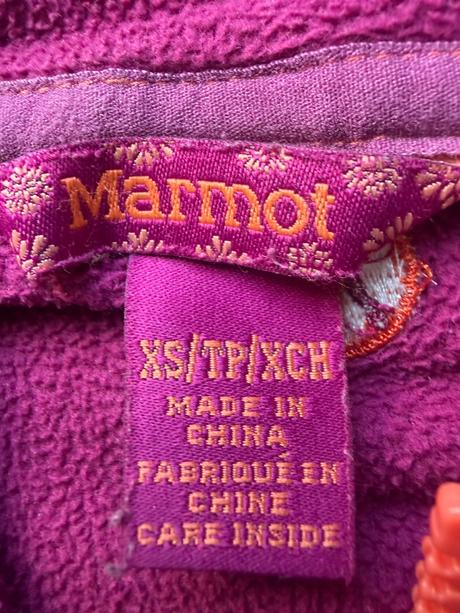 Marmot
XS/TP/XCH
MADE IN
CHINA
FABRIQUÉ EN
CHINE
CARE INSIDE